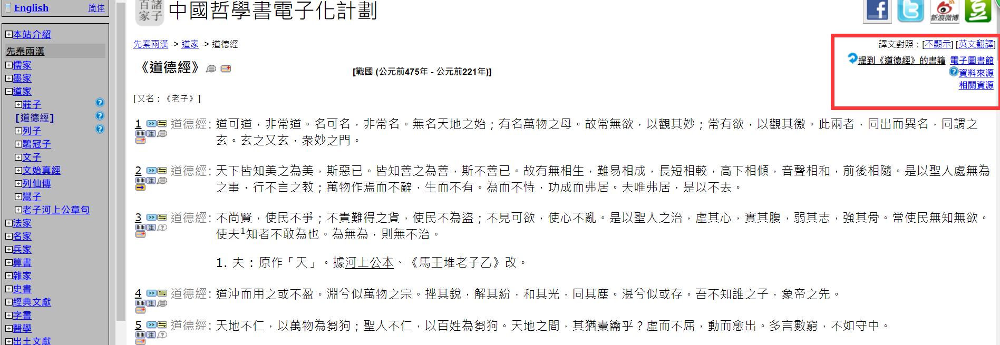 English 简体
本站介紹
先秦兩漢
儒家
墨家
道家
莊子
[道德經]
列子
鶡冠子
文子
文始真經
列仙傳
鬻子
老子河上公章句
法家
名家
兵家
算書
雜家
史書
經典文獻
字書
醫學
出土文獻
諸子百家
中國哲學書電子化計劃
新浪微博
豆
先秦兩漢 -> 道家 -> 道德經
譯文對照：[不顯示] [英文翻譯]
提到《道德經》的書籍 電子圖書館
資料來源
相關資源
《道德經》
[戰國 (公元前475年 - 公元前221年)]
[又名：《老子》]
1 道德經: 道可道，非常道。名可名，非常名。無名天地之始；有名萬物之母。故常無欲，以觀其妙；常有欲，以觀其徼。此兩者，同出而異名，同謂之
注 玄。玄之又玄，衆妙之門。
2 道德經: 天下皆知美之為美，斯惡已。皆知善之為善，斯不善已。故有無相生，難易相成，長短相較，高下相傾，音聲相和，前後相隨。是以聖人處無為
注 之事，行不言之教；萬物作焉而不辭，生而不有。為而不恃，功成而弗居。夫唯弗居，是以不去。
3 道德經: 不尚賢，使民不爭；不貴難得之貨，使民不為盜；不見可欲，使心不亂。是以聖人之治，虛其心，實其腹，弱其志，強其骨。常使民無知無欲。
注 使夫1知者不敢為也。為無為，則無不治。
1. 夫：原作「天」。據河上公本、《馬王堆老子乙》改。
4 道德經: 道沖而用之或不盈。淵兮似萬物之宗。挫其銳，解其紛，和其光，同其塵。湛兮似或存。吾不知誰之子，象帝之先。
注
5 道德經: 天地不仁，以萬物為芻狗；聖人不仁，以百姓為芻狗。天地之間，其猶橐籥乎？虛而不屈，動而愈出。多言數窮，不如守中。
注